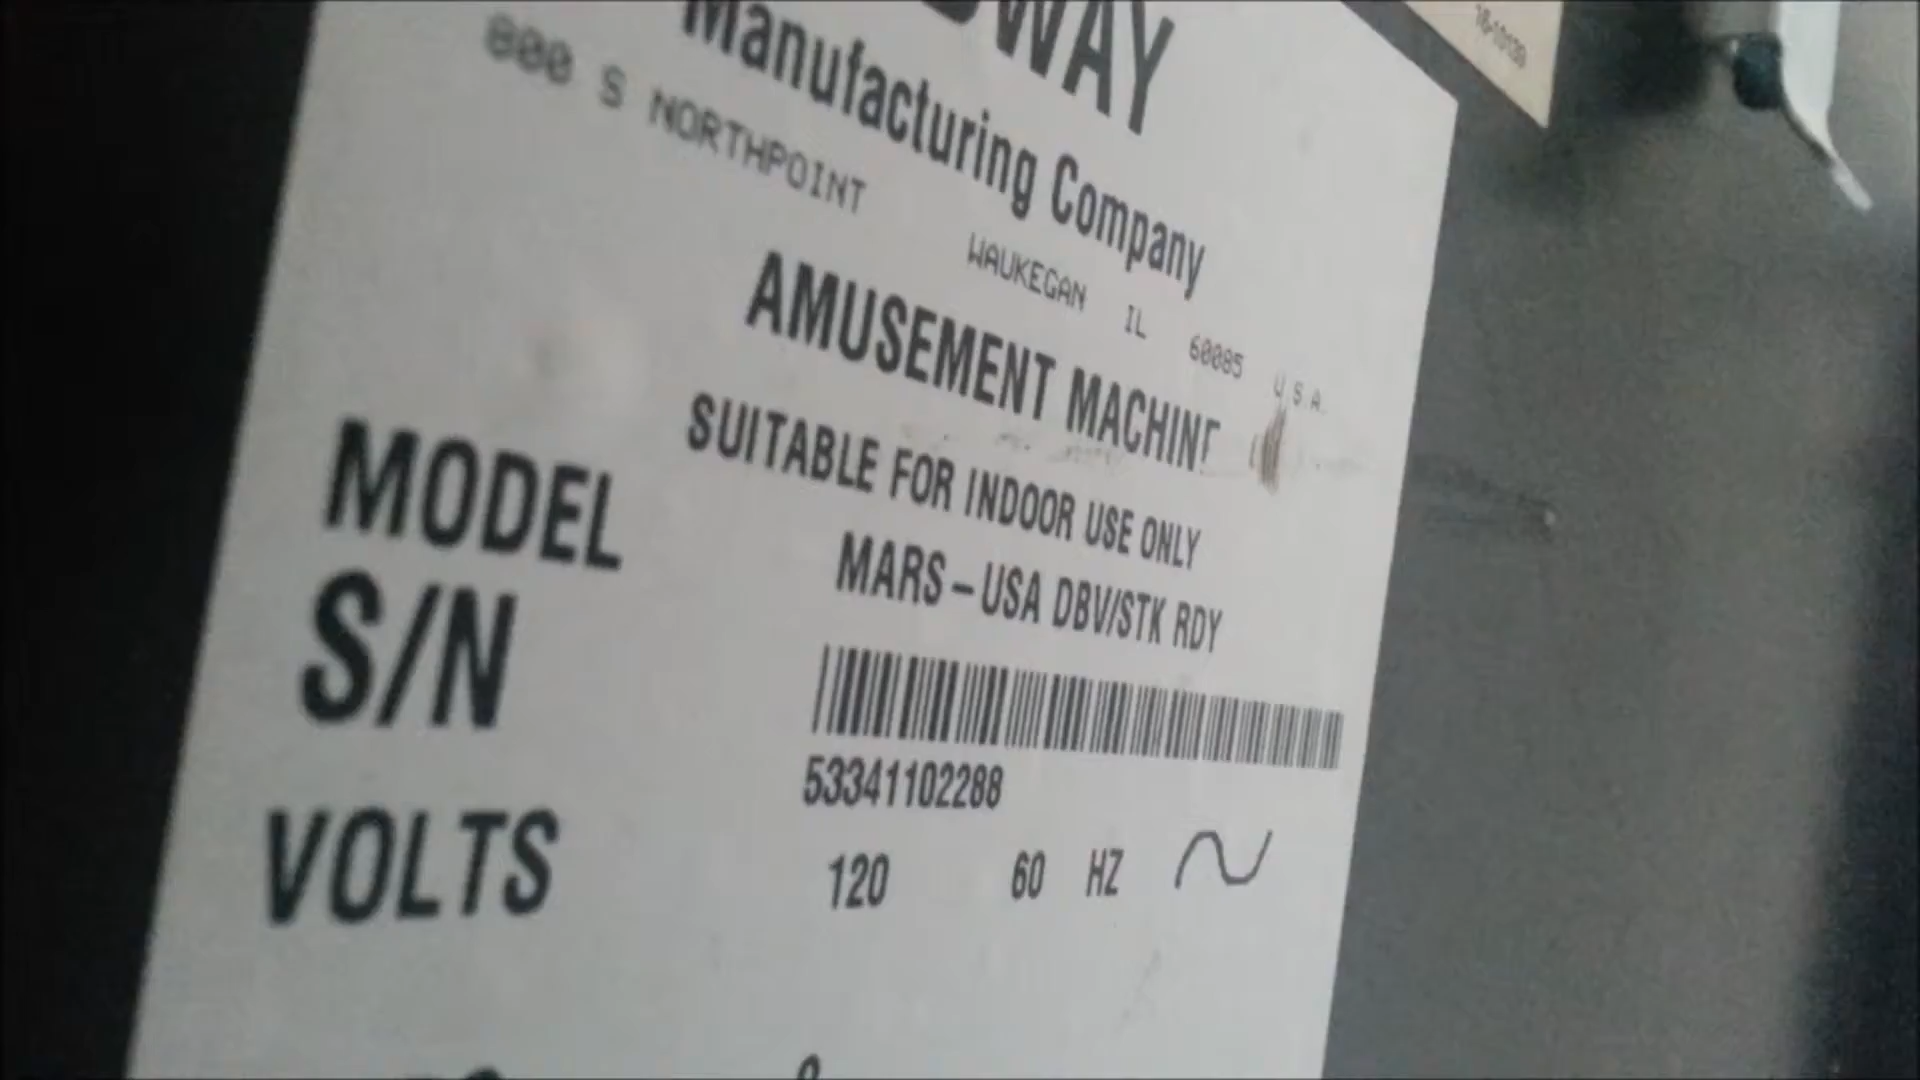 WAY
Manufacturing Company
800 S NORTHPOINT WAUKEGAN IL 60085 U.S.A.
AMUSEMENT MACHINE
SUITABLE FOR INDOOR USE ONLY
MODEL MARS-USA DBV/STK RDY
S/N 53341102288
VOLTS 120 60 HZ